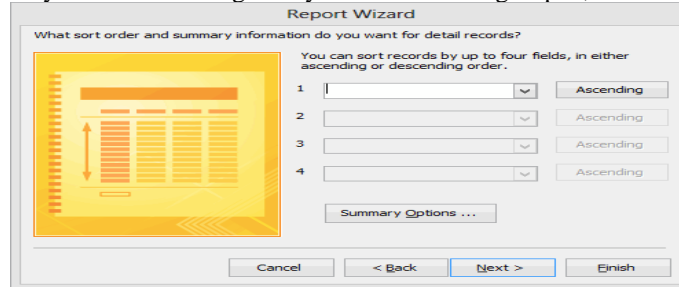 Report Wizard
What sort order and summary information do you want for detail records?
You can sort records by up to four fields, in either
ascending or descending order.
1 Ascending
2 Ascending
3 Ascending
4 Ascending
Summary Options ...
Cancel < Back Next > Finish